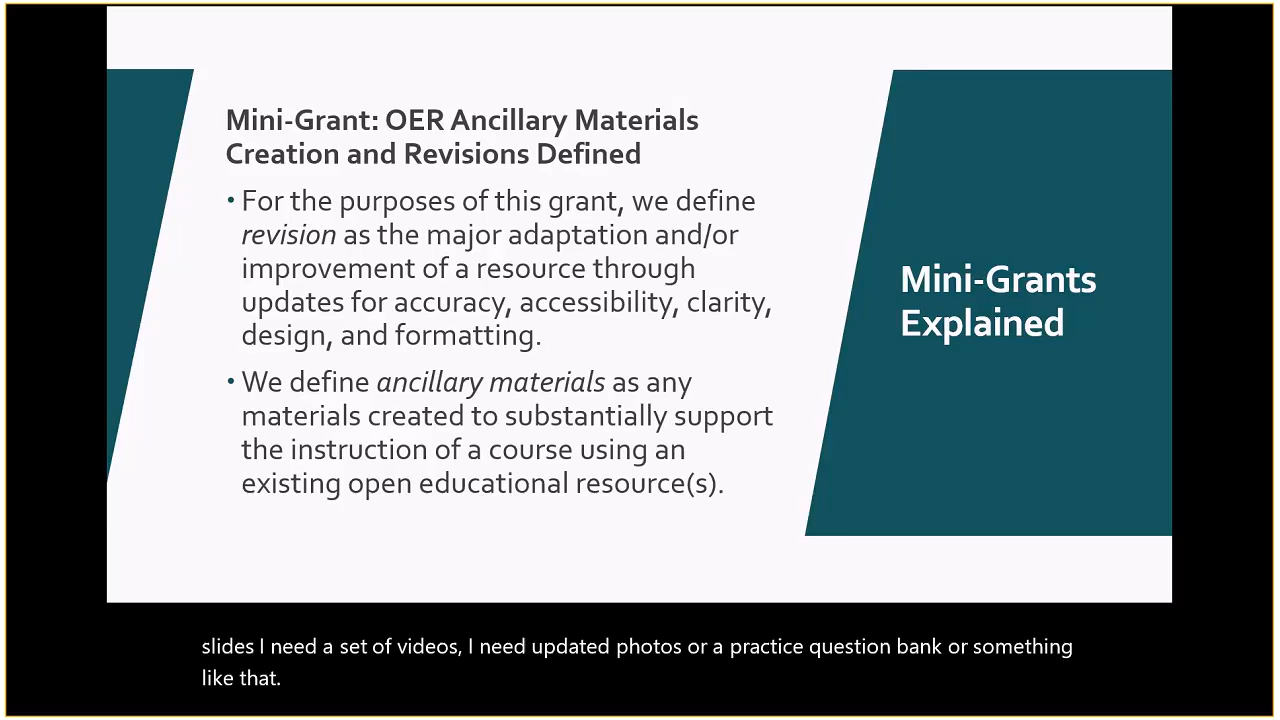 Mini-Grant: OER Ancillary Materials
Creation and Revisions Defined
• For the purposes of this grant, we define
revision as the major adaptation and/or
improvement of a resource through
updates for accuracy, accessibility, clarity,
design, and formatting.
• We define ancillary materials as any
materials created to substantially support
the instruction of a course using an
existing open educational resource(s).
Mini-Grants
Explained
slides I need a set of videos, I need updated photos or a practice question bank or something
like that.